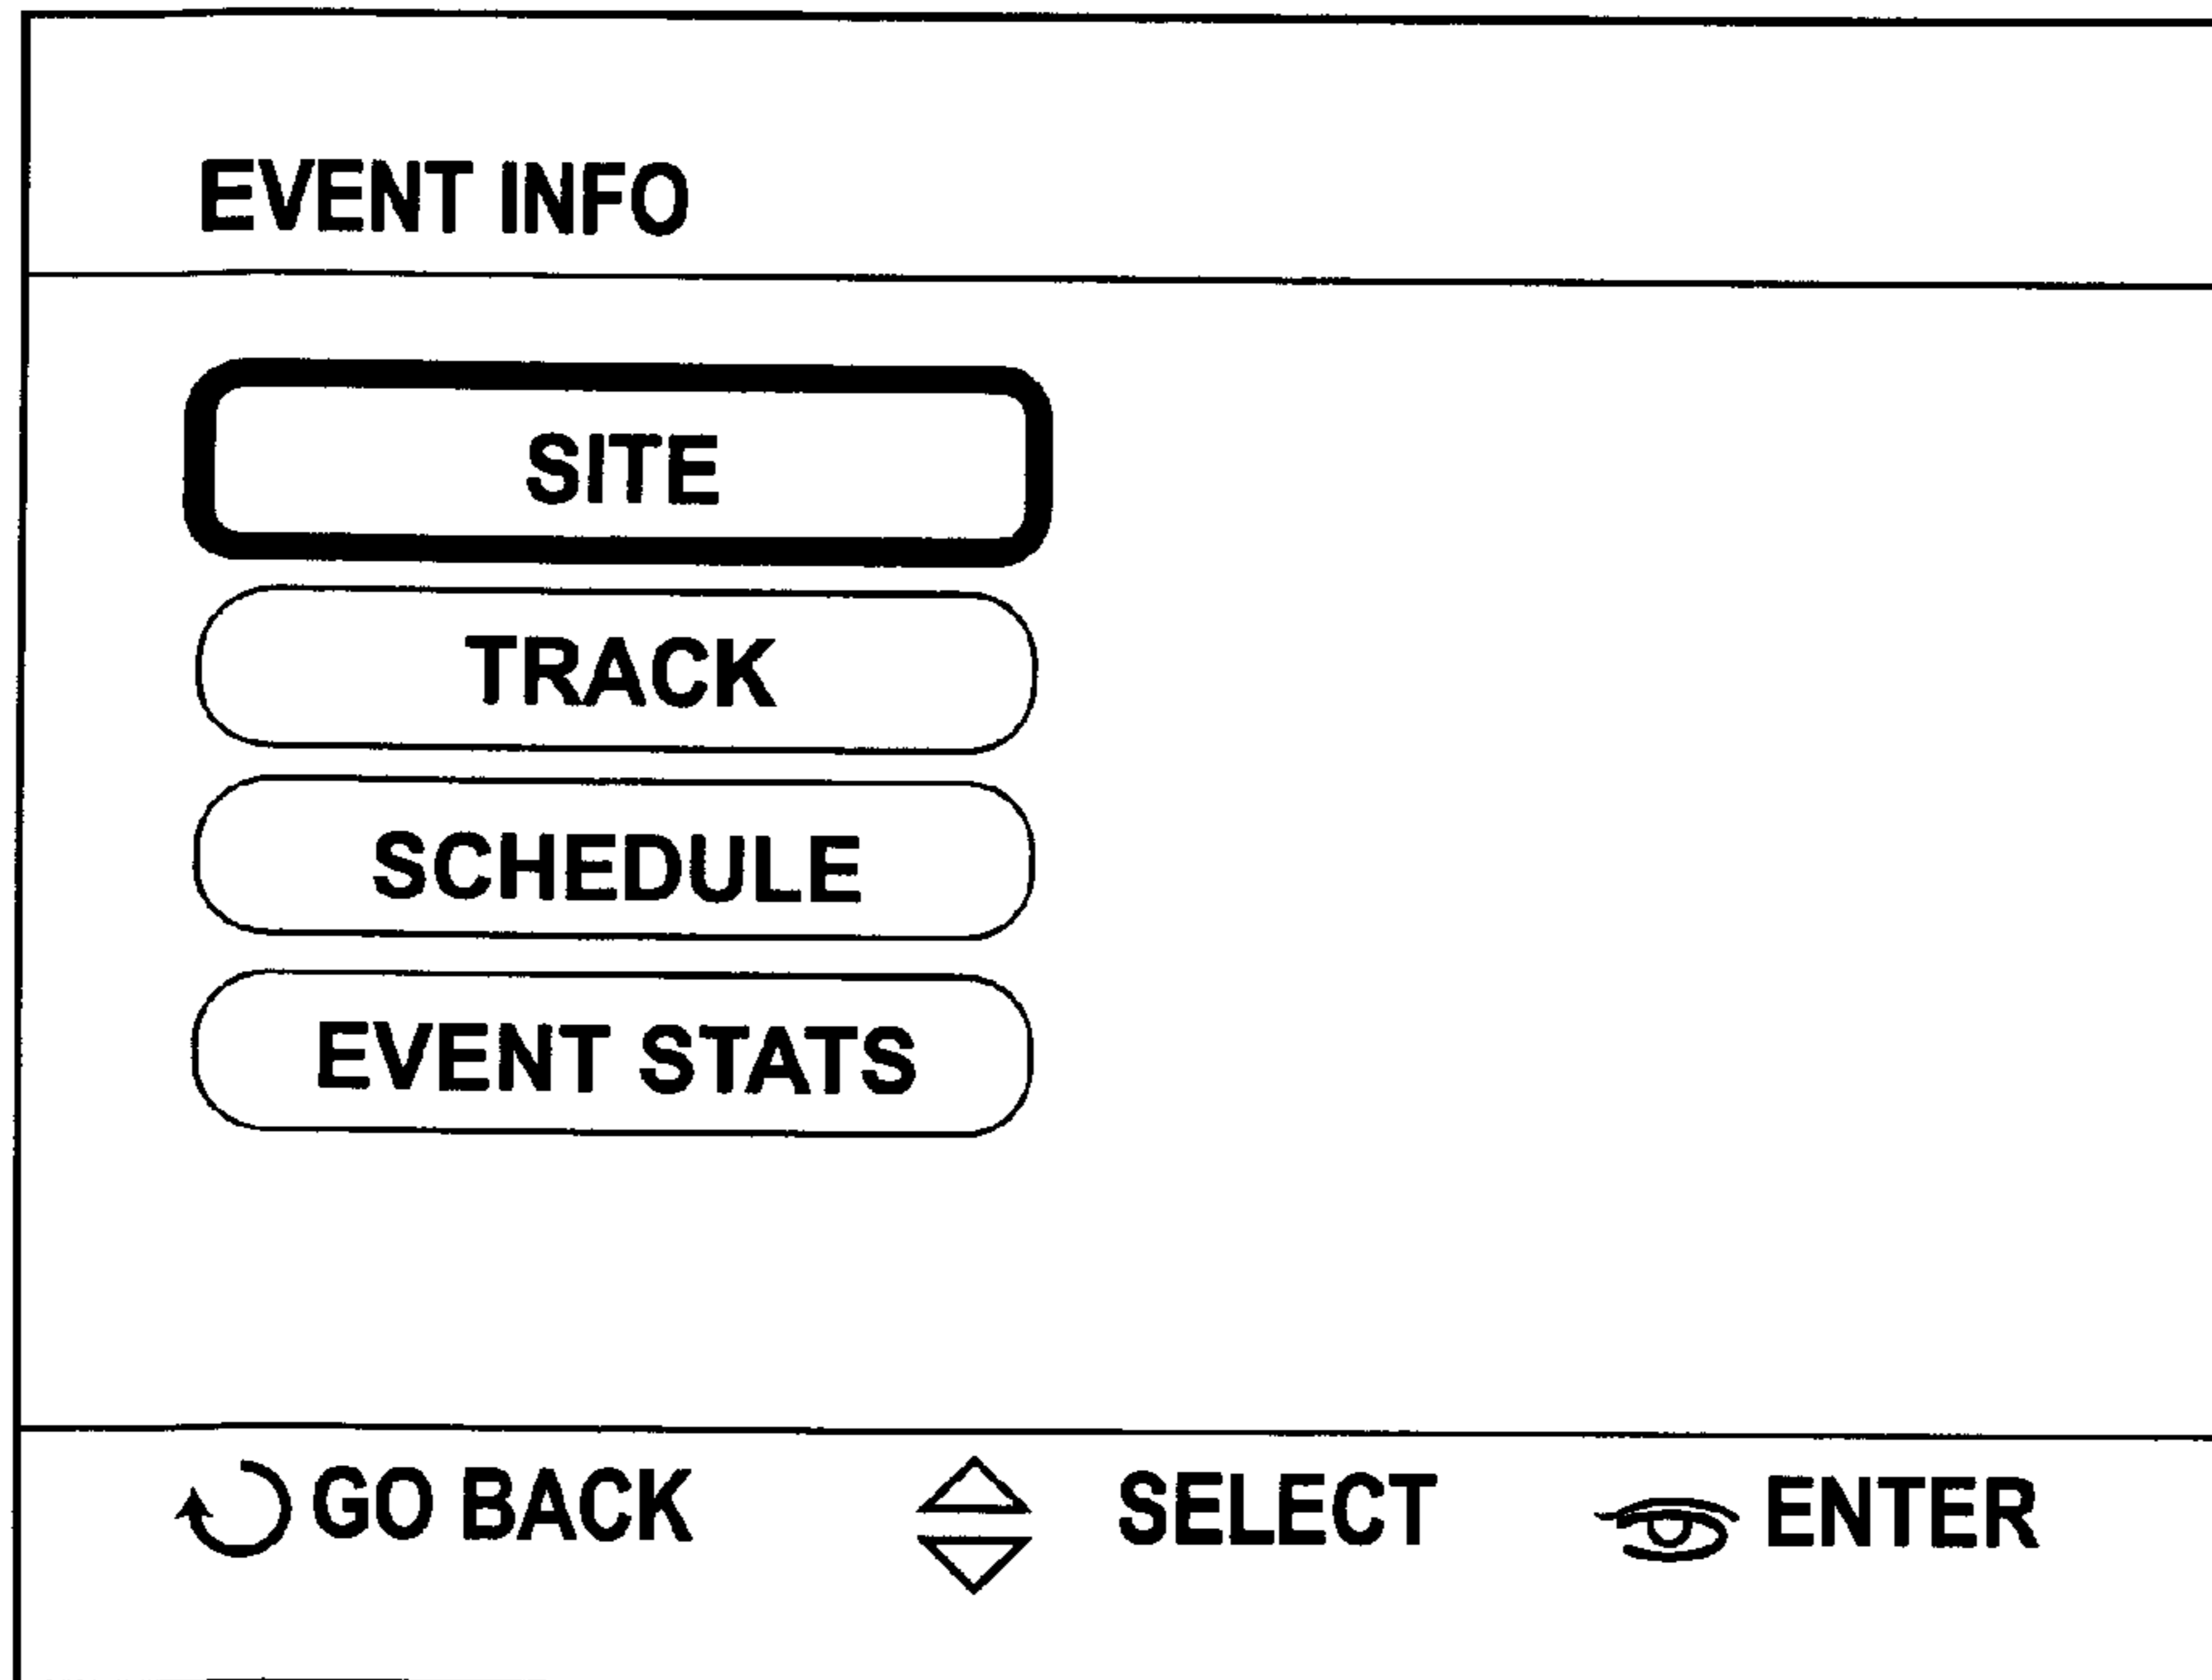 EVENT INFO
SITE
TRACK
SCHEDULE
EVENT STATS
GO BACK SELECT ENTER